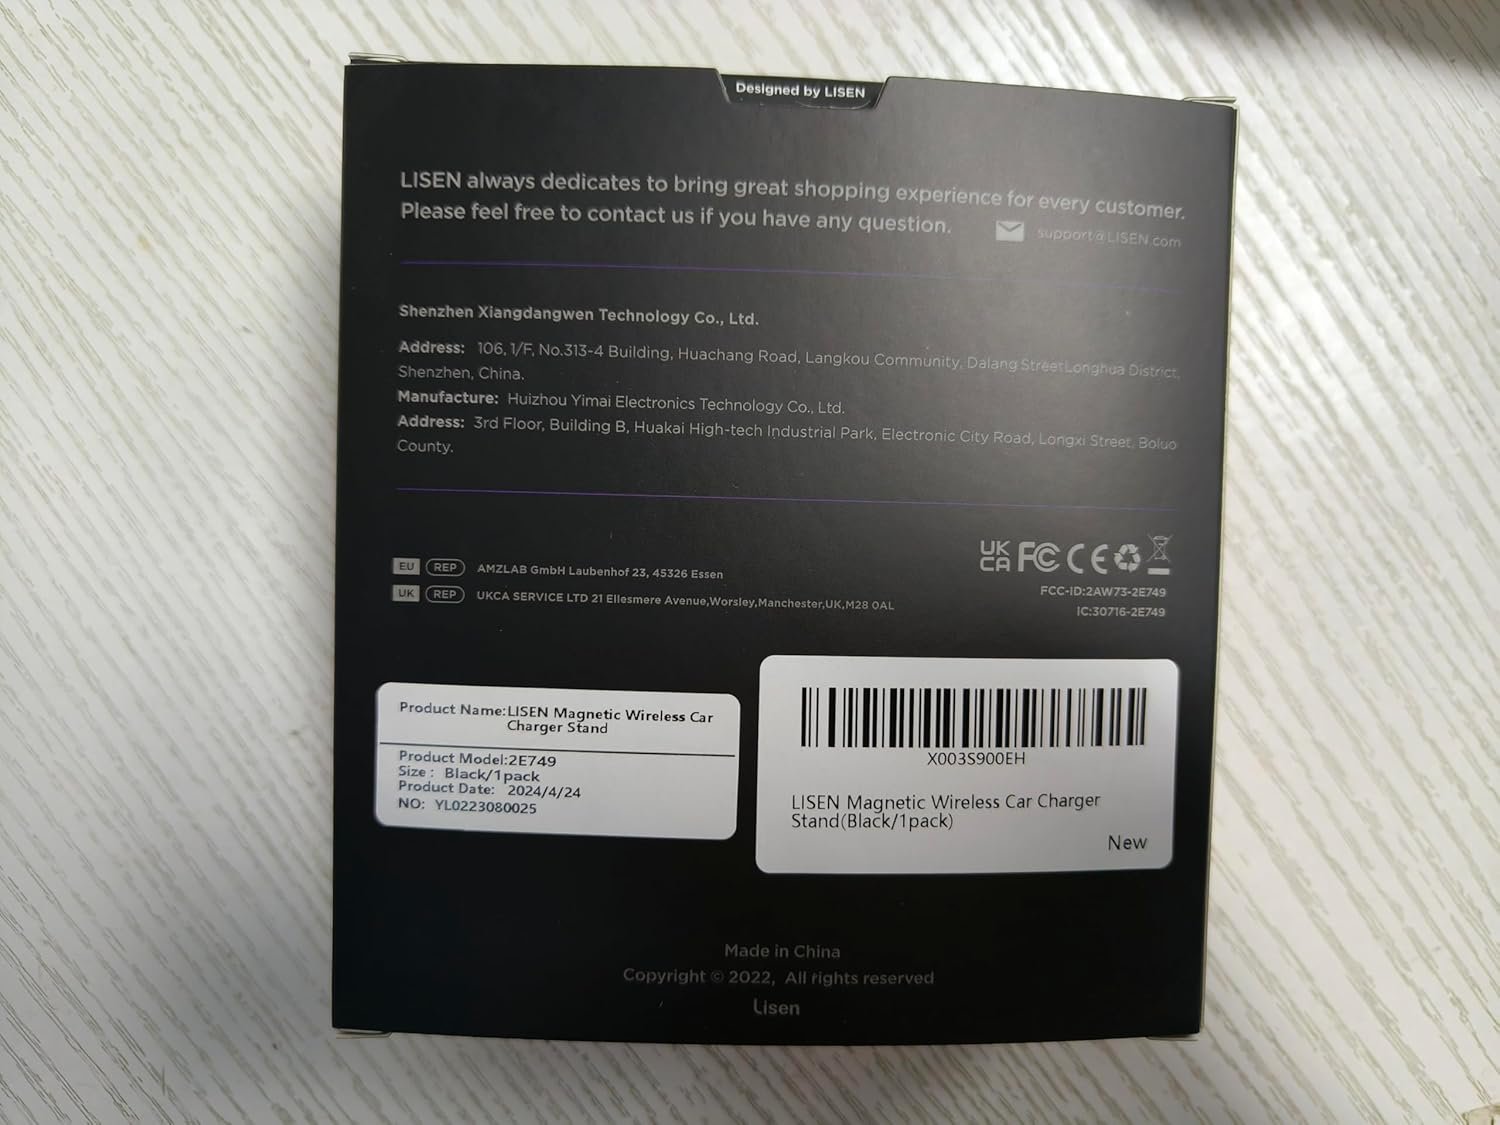 Designed by LISEN
LISEN always dedicates to bring great shopping experience for every customer.
Please feel free to contact us if you have any question.
support@LISEN.com
Shenzhen Xiangdangwen Technology Co., Ltd.
Address: 106, 1/F, No.313-4 Building, Huachang Road, Langkou Community, Dalang StreetLonghua District,
Shenzhen, China.
Manufacture: Huizhou Yimai Electronics Technology Co., Ltd.
Address: 3rd Floor, Building B, Huakai High-tech Industrial Park, Electronic City Road, Longxi Street, Boluo
County.
UK
CA FC CE
EU REP AMZLAB GmbH Laubenhof 23, 45326 Essen
UK REP UKCA SERVICE LTD 21 Ellesmere Avenue,Worsley,Manchester,UK,M28 0AL
FCC-ID:2AW73-2E749
IC:30716-2E749
Product Name:LISEN Magnetic Wireless Car
Charger Stand
Product Model:2E749
Size : Black/1pack
Product Date: 2024/4/24
NO: YL0223080025
X003S900EH
LISEN Magnetic Wireless Car Charger
Stand(Black/1pack)
New
Made in China
Copyright © 2022, All rights reserved
Lisen